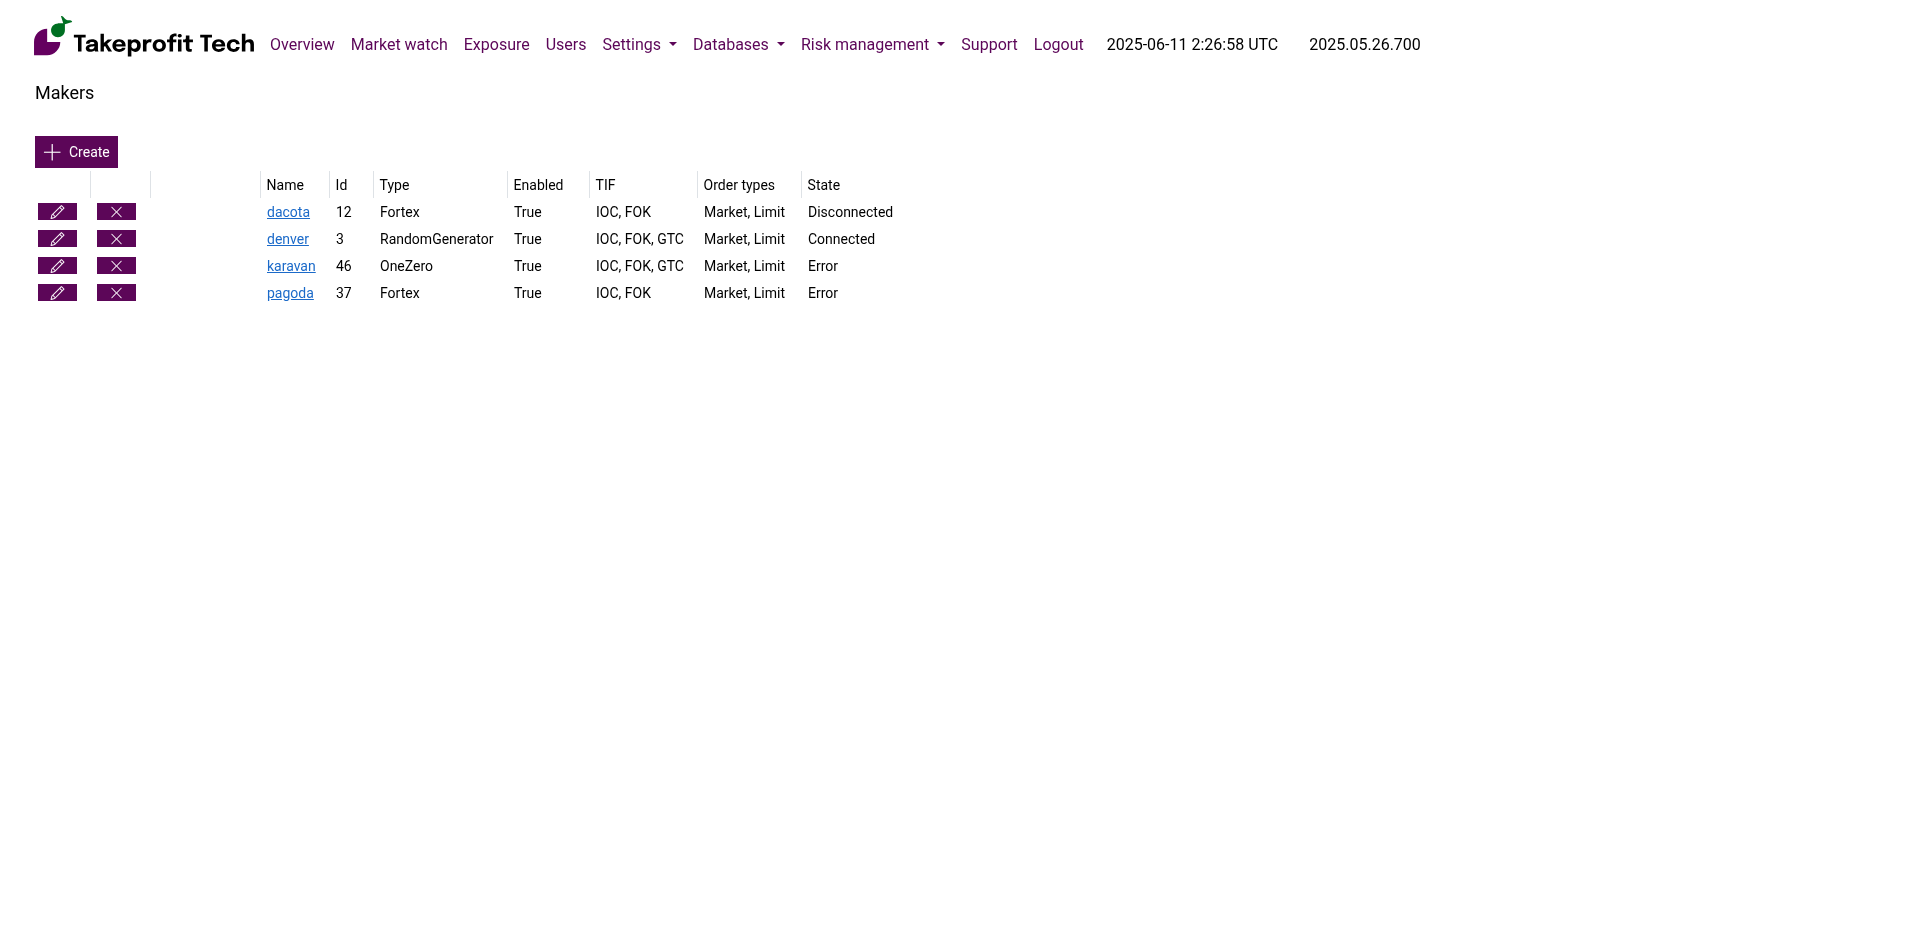 Takeprofit Tech Overview Market watch Exposure Users Settings Databases Risk management Support Logout 2025-06-11 2:26:58 UTC 2025.05.26.700
Makers
Create
Name Id Type Enabled TIF Order types State
dacota 12 Fortex True IOC, FOK Market, Limit Disconnected
denver 3 RandomGenerator True IOC, FOK, GTC Market, Limit Connected
karavan 46 OneZero True IOC, FOK, GTC Market, Limit Error
pagoda 37 Fortex True IOC, FOK Market, Limit Error